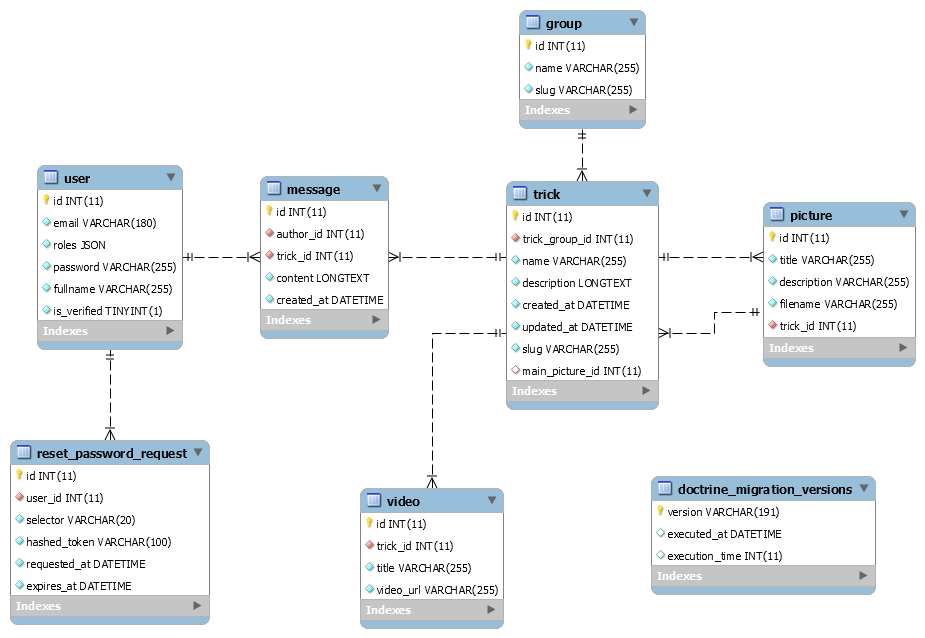 group
id INT(11)
name VARCHAR(255)
slug VARCHAR(255)
Indexes
user
id INT(11)
email VARCHAR(180)
roles JSON
password VARCHAR(255)
fullname VARCHAR(255)
is_verified TINYINT(1)
Indexes
message
id INT(11)
author_id INT(11)
trick_id INT(11)
content LONGTEXT
created_at DATETIME
Indexes
trick
id INT(11)
trick_group_id INT(11)
name VARCHAR(255)
description LONGTEXT
created_at DATETIME
updated_at DATETIME
slug VARCHAR(255)
main_picture_id INT(11)
Indexes
picture
id INT(11)
title VARCHAR(255)
description VARCHAR(255)
filename VARCHAR(255)
trick_id INT(11)
Indexes
reset_password_request
id INT(11)
user_id INT(11)
selector VARCHAR(20)
hashed_token VARCHAR(100)
requested_at DATETIME
expires_at DATETIME
Indexes
video
id INT(11)
trick_id INT(11)
title VARCHAR(255)
video_url VARCHAR(255)
Indexes
doctrine_migration_versions
version VARCHAR(191)
executed_at DATETIME
execution_time INT(11)
Indexes